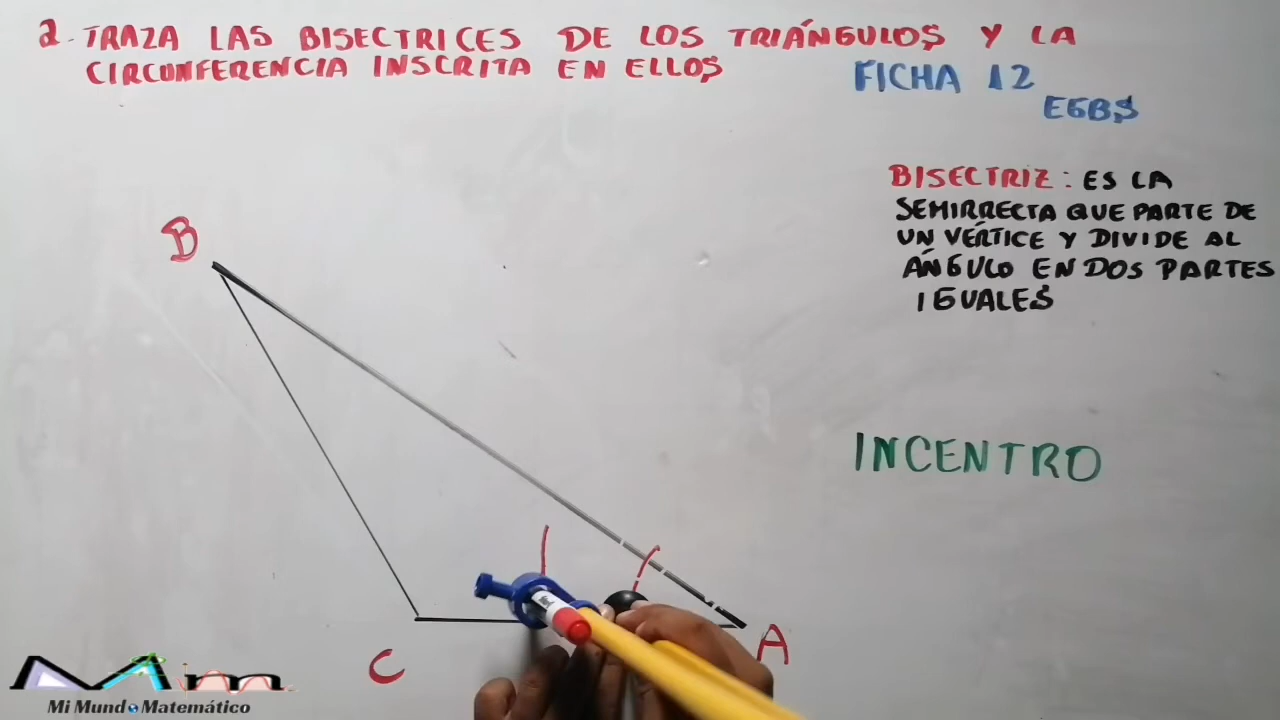 2. TRAZA LAS BISECTRICES DE LOS TRIÁNGULOS Y LA
CIRCUNFERENCIA INSCRITA EN ELLOS
FICHA 12
EGBS
BISECTRIZ: ES LA
SEMIRRECTA QUE PARTE DE
UN VÉRTICE Y DIVIDE AL
ÁNGULO EN DOS PARTES
IGUALES
B
INCENTRO
C
A
Mim
Mi Mundo Matemático